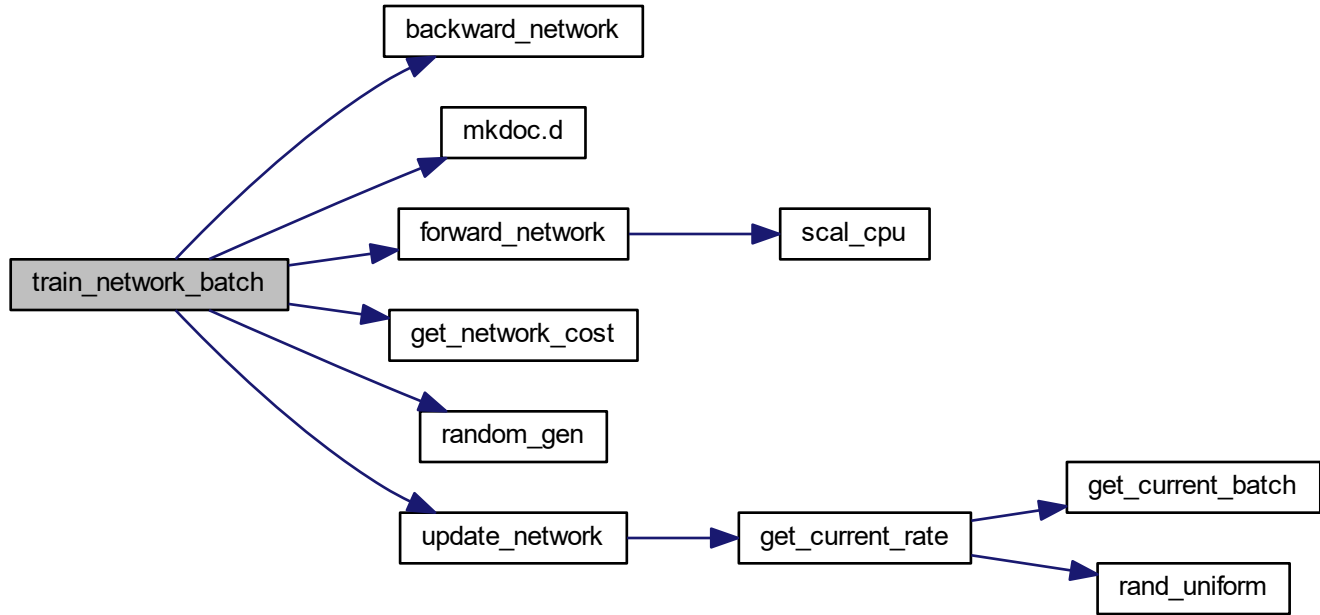 backward_network
mkdoc.d
forward_network
scal_cpu
train_network_batch
get_network_cost
random_gen
get_current_batch
update_network
get_current_rate
rand_uniform